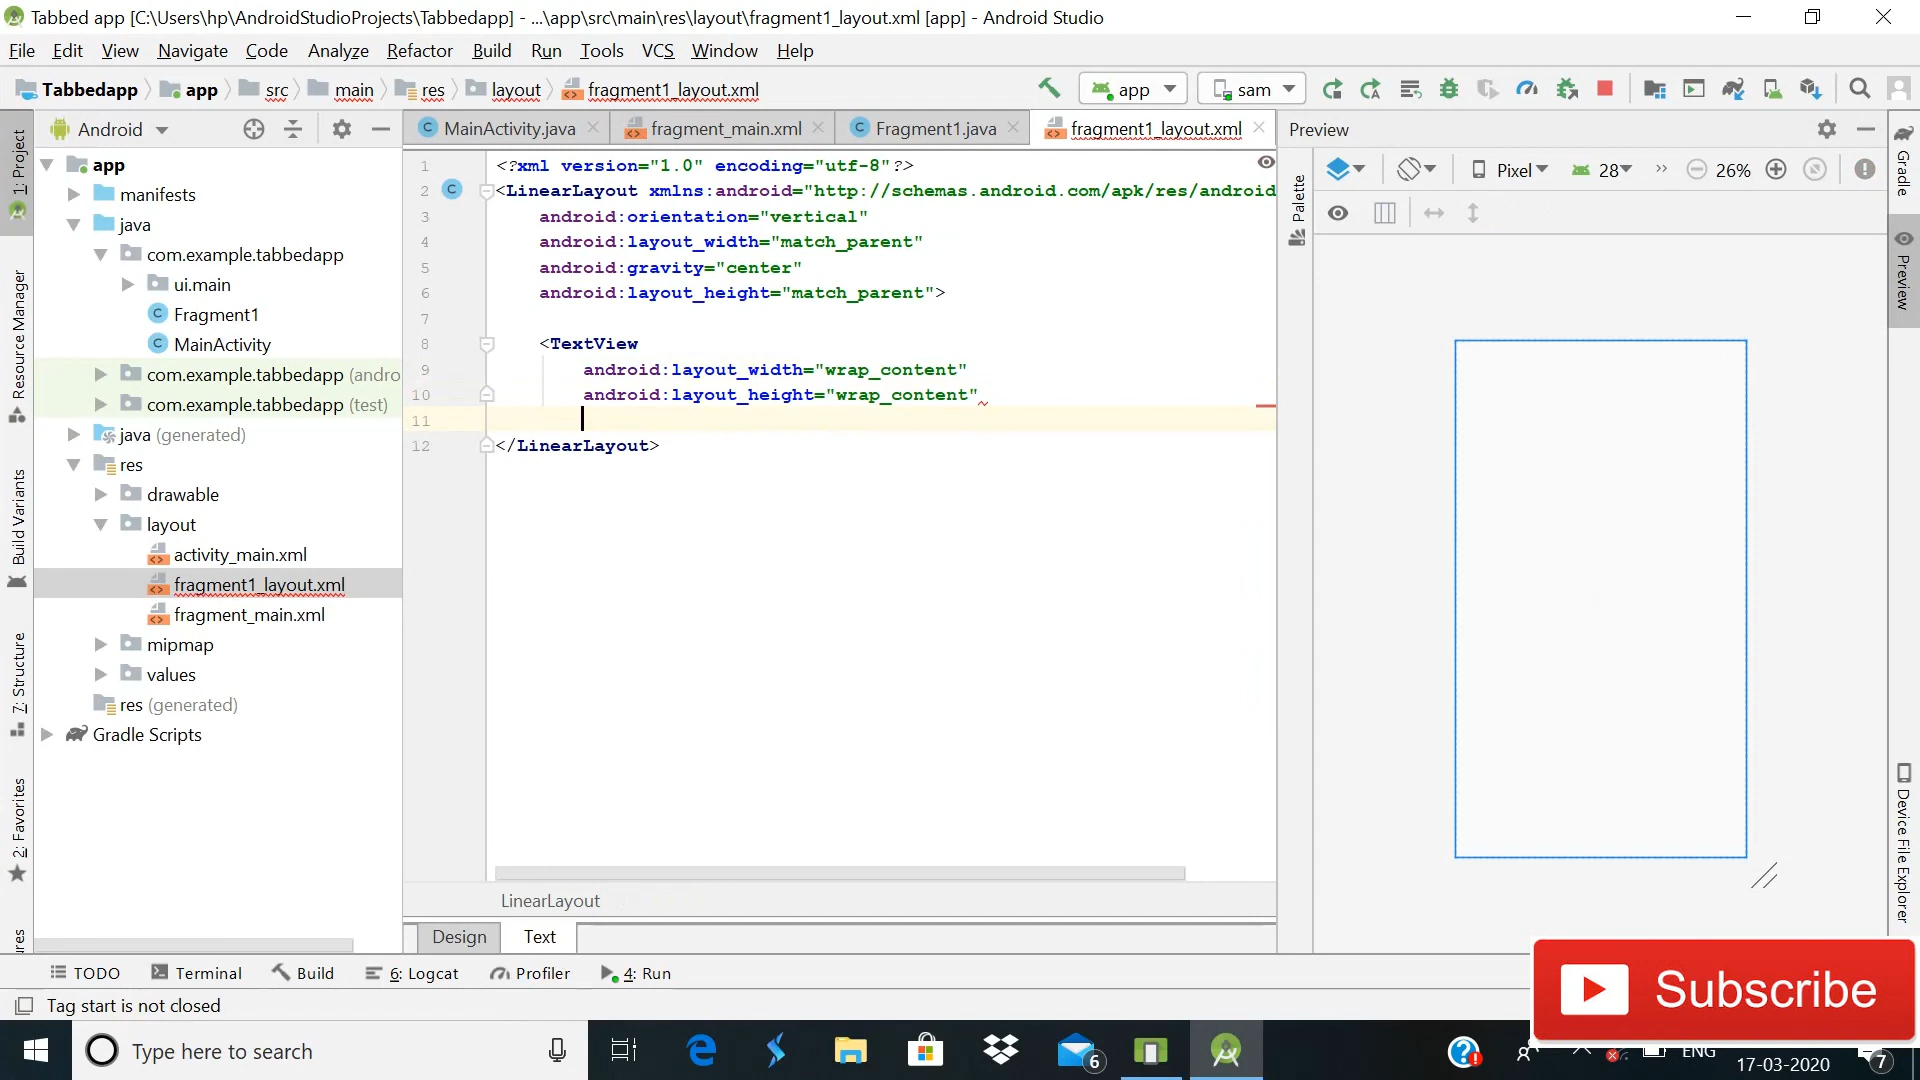 Tabbed app [C:\Users\hp\AndroidStudioProjects\Tabbedapp] - ...\app\src\main\res\layout\fragment1_layout.xml [app] - Android Studio
File Edit View Navigate Code Analyze Refactor Build Run Tools VCS Window Help
Tabbedapp app src main res layout fragment1_layout.xml app sam
Android MainActivity.java fragment_main.xml Fragment1.java fragment1_layout.xml Preview
1: Project
Resource Manager
Build Variants
7: Structure
2: Favorites
app
manifests
java
com.example.tabbedapp
ui.main
Fragment1
MainActivity
com.example.tabbedapp (andro
com.example.tabbedapp (test)
java (generated)
res
drawable
layout
activity_main.xml
fragment1_layout.xml
fragment_main.xml
mipmap
values
res (generated)
Gradle Scripts
1 <?xml version="1.0" encoding="utf-8"?>
2 <LinearLayout xmlns:android="http://schemas.android.com/apk/res/android
3 android:orientation="vertical"
4 android:layout_width="match_parent"
5 android:gravity="center"
6 android:layout_height="match_parent">
7
8 <TextView
9 android:layout_width="wrap_content"
10 android:layout_height="wrap_content"
11
12 </LinearLayout>
LinearLayout
Design Text
Palette
Pixel 28 26%
Gradle
Preview
Device File Explorer
TODO Terminal Build 6: Logcat Profiler 4: Run
Tag start is not closed
Subscribe
Type here to search
6
ENG
17-03-2020
7